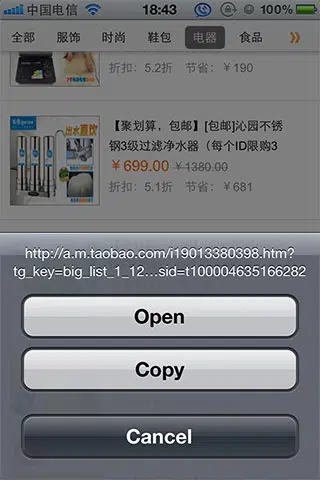 中国电信 18:43 100%
全部 服饰 时尚 鞋包 电器 食品 »
折扣：5.2折 节省：￥190
出水直饮
【聚划算，包邮】[包邮]沁园不锈
钢3级过滤净水器（每个ID限购3
￥699.00 ￥1380.00
折扣：5.1折 节省：￥681
http://a.m.taobao.com/i19013380398.htm?
tg_key=big_list_1_12...sid=t100004635166282
Open
Copy
Cancel